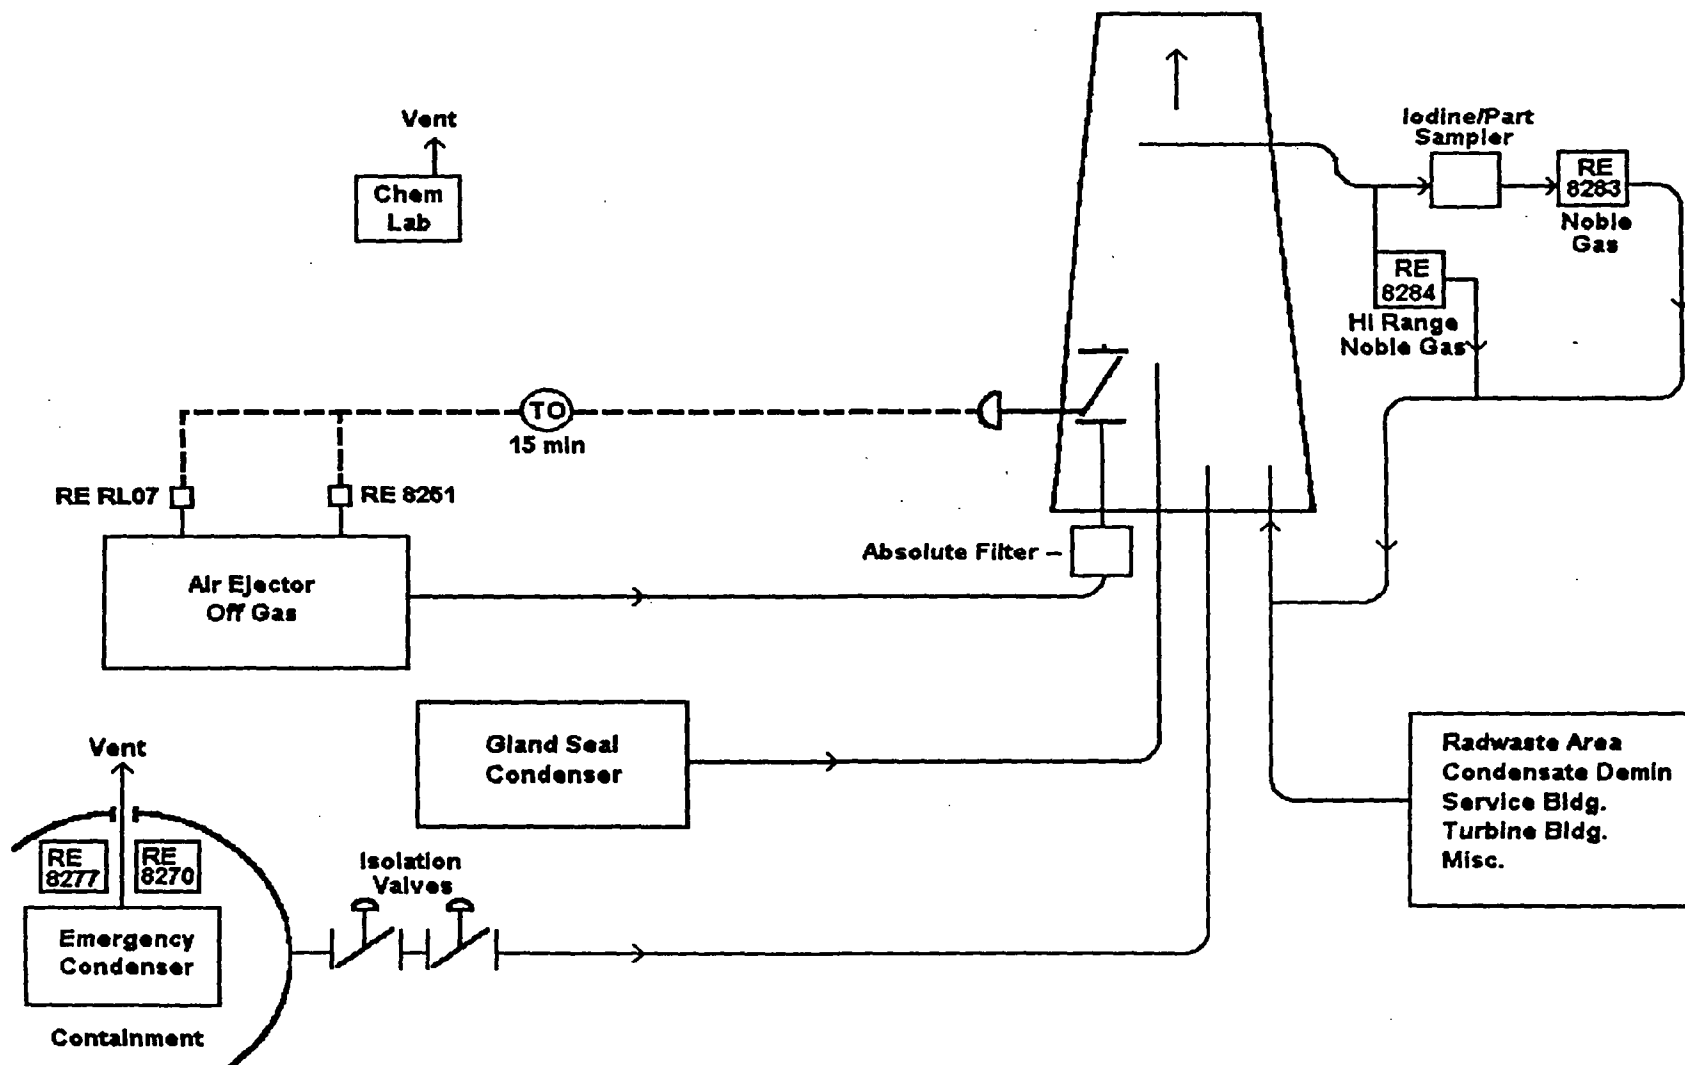 Vent
Chem
Lab
Iodine/Part
Sampler
RE
8283
Noble
Gas
RE
8284
Hi Range
Noble Gas
TO
15 min
RE RL07
RE 8251
Air Ejector
Off Gas
Absolute Filter
Gland Seal
Condenser
Radwaste Area
Condensate Demin
Service Bldg.
Turbine Bldg.
Misc.
Vent
RE
8277
RE
8270
Isolation
Valves
Emergency
Condenser
Containment